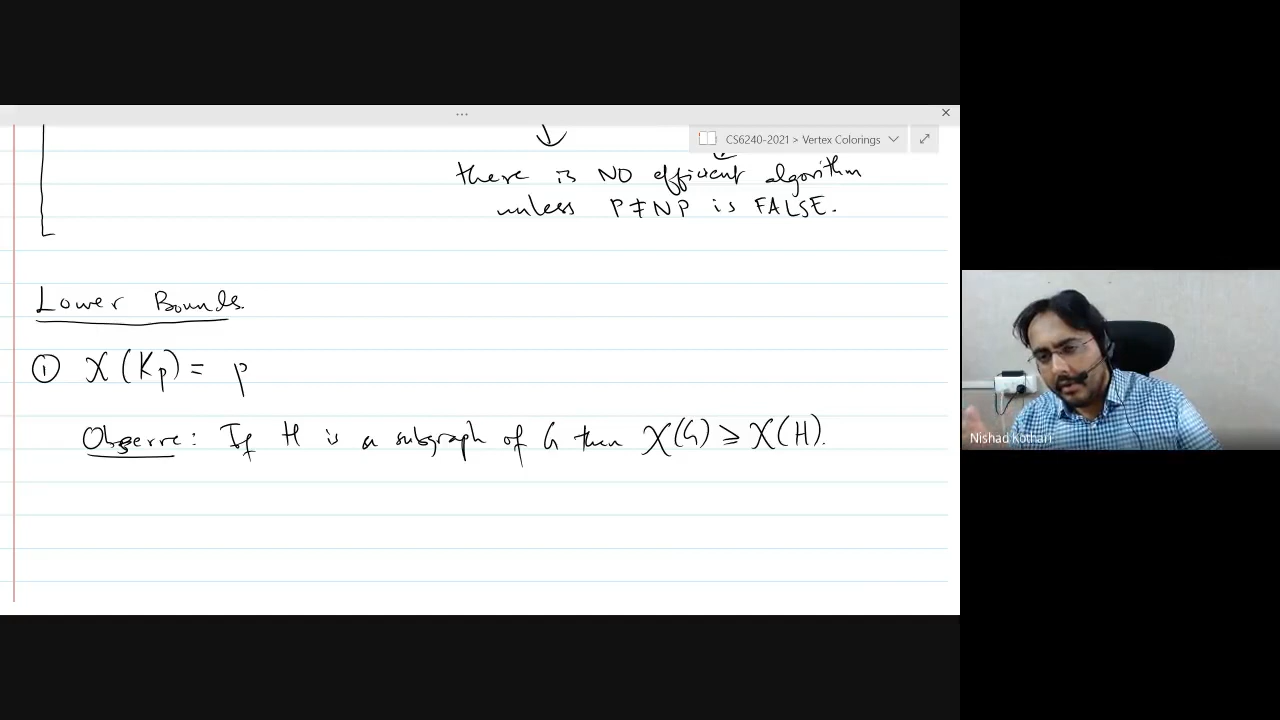 CS6240-2021 > Vertex Colorings
there is NO efficient algorithm
unless P≠NP is FALSE.
Lower Bounds.
① χ(Kp) = p
Observe: If H is a subgraph of G then χ(G) ⩾ χ(H).
Nishad Kothari